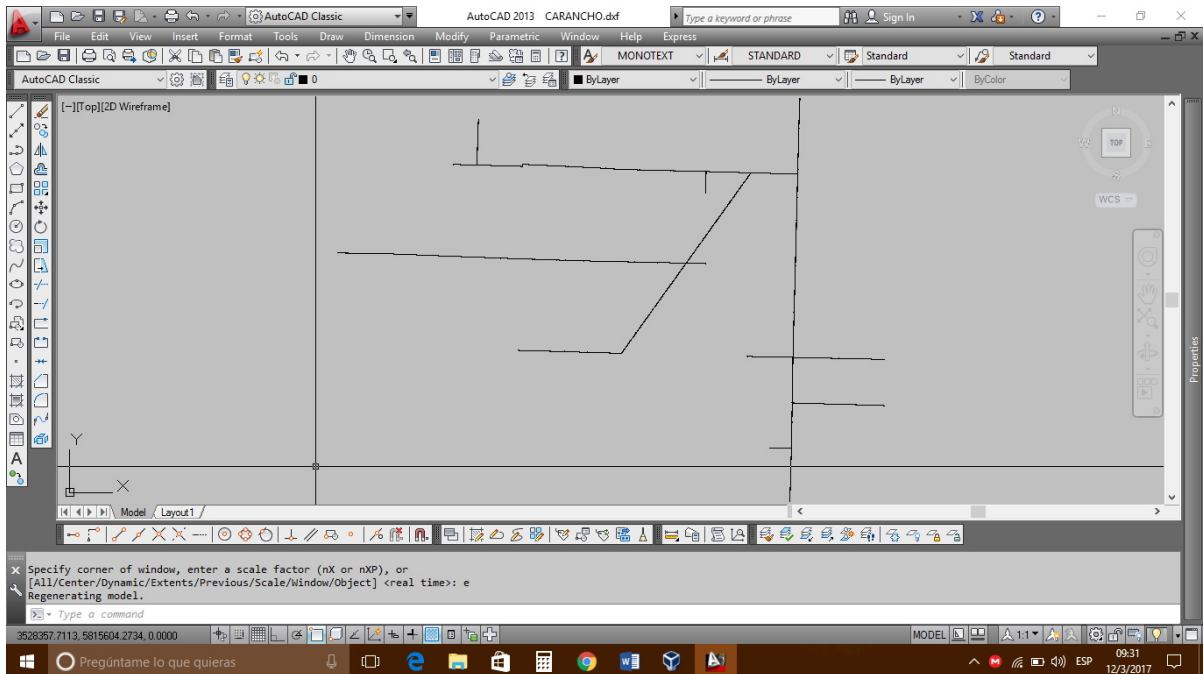 AutoCAD Classic
AutoCAD 2013 CARANCHO.dxf
Type a keyword or phrase
Sign In
File Edit View Insert Format Tools Draw Dimension Modify Parametric Window Help Express
MONOTEXT
STANDARD
Standard
Standard
AutoCAD Classic
0
ByLayer
ByLayer
ByLayer
ByColor
[−][Top][2D Wireframe]
N
W TOP E
S
WCS
Properties
Y
X
Model Layout1
Specify corner of window, enter a scale factor (nX or nXP), or
[All/Center/Dynamic/Extents/Previous/Scale/Window/Object] <real time>: e
Regenerating model.
Type a command
3528357.7113, 5815604.2734, 0.0000
MODEL
1:1
Pregúntame lo que quieras
ESP
09:31
12/3/2017